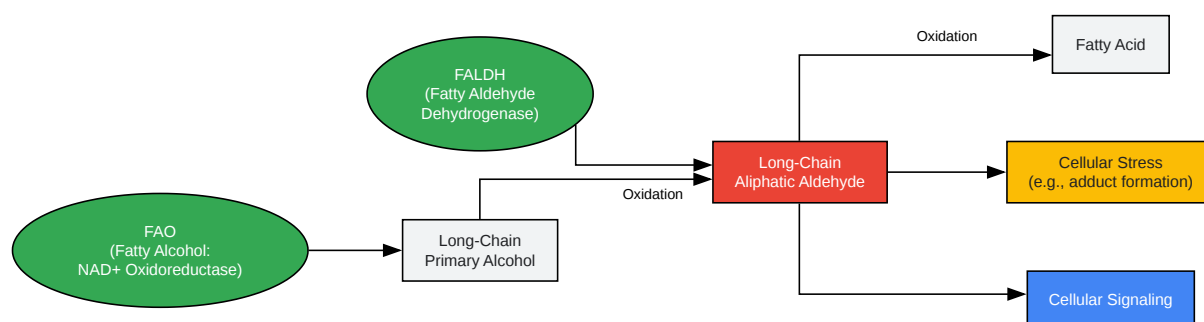 Oxidation
Fatty Acid
FALDH
(Fatty Aldehyde
Dehydrogenase)
Long-Chain
Aliphatic Aldehyde
Cellular Stress
(e.g., adduct formation)
Oxidation
FAO
(Fatty Alcohol:
NAD+ Oxidoreductase)
Long-Chain
Primary Alcohol
Cellular Signaling